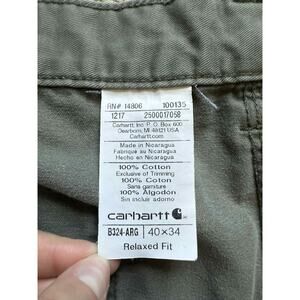 RN# 14806 100135
1217 2500017058
Carhartt, Inc. P.O. Box 600
Dearborn, MI 48121 USA
Carhartt.com
Made in Nicaragua
Fabriqué au Nicaragua
Hecho en Nicaragua
100% Cotton
Exclusive of Trimming
100% Coton
Sans garniture
100% Algodón
Sin incluir adorno
carhartt
B324-ARG 40×34
Relaxed Fit